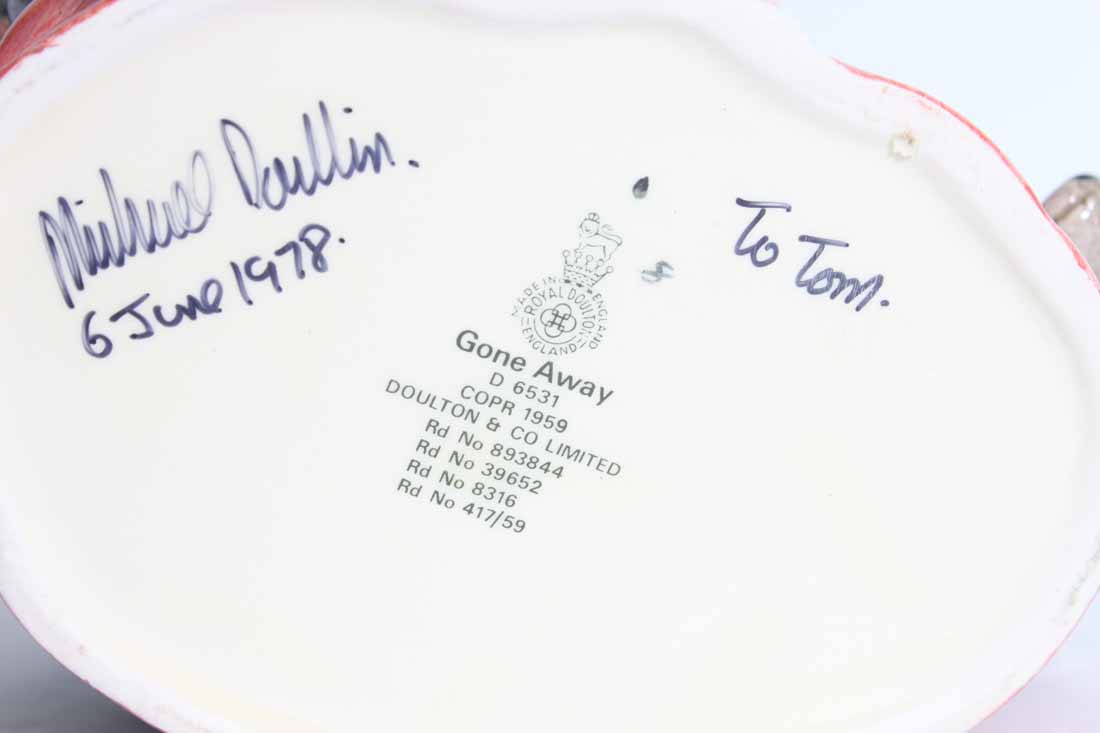 Michael Doulton.
6 June 1978.
To Tom.
MADE IN ENGLAND
ROYAL DOULTON
ENGLAND
Gone Away
D 6531
COPR 1959
DOULTON & CO LIMITED
Rd No 893844
Rd No 39652
Rd No 8316
Rd No 417/59